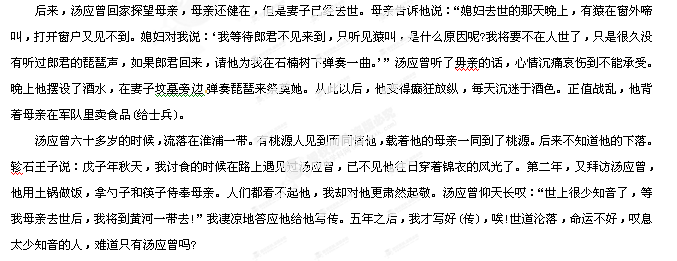 后来，汤应曾回家探望母亲，母亲还健在，但是妻子已经去世。母亲告诉他说：“媳妇去世的那天晚上，有猿在窗外啼
叫，打开窗户又见不到。媳妇对我说：‘我等待郎君不见来到，只听见猿叫，是什么原因呢?我将要不在人世了，只是很久没
有听过郎君的琵琶声，如果郎君回来，请他为我在石楠树下弹奏一曲。’”汤应曾听了毋亲的话，心情沉痛哀伤到不能承受。
晚上他摆设了酒水，在妻子坟墓旁边弹奏琵琶来祭奠她。从此以后，他变得癫狂放纵，每天沉迷于酒色。正值战乱，他背
着母亲在军队里卖食品(给士兵)。
汤应曾六十多岁的时候，流落在淮浦一带。有桃源人见到而同情他，载着他的母亲一同到了桃源。后来不知道他的下落。
轸石王子说：戊子年秋天，我讨食的时候在路上遇见过汤应曾，已不见他往日穿着锦衣的风光了。第二年，又拜访汤应曾，
他用土锅做饭，拿勺子和筷子侍奉母亲。人们都看不起他，我却对他更肃然起敬。汤应曾仰天长叹：“世上很少知音了，等
我母亲去世后，我将到黄河一带去!”我凄凉地答应他给他写传。五年之后，我才写好(传)，唉!世道沦落，命运不好，叹息
太少知音的人，难道只有汤应曾吗?